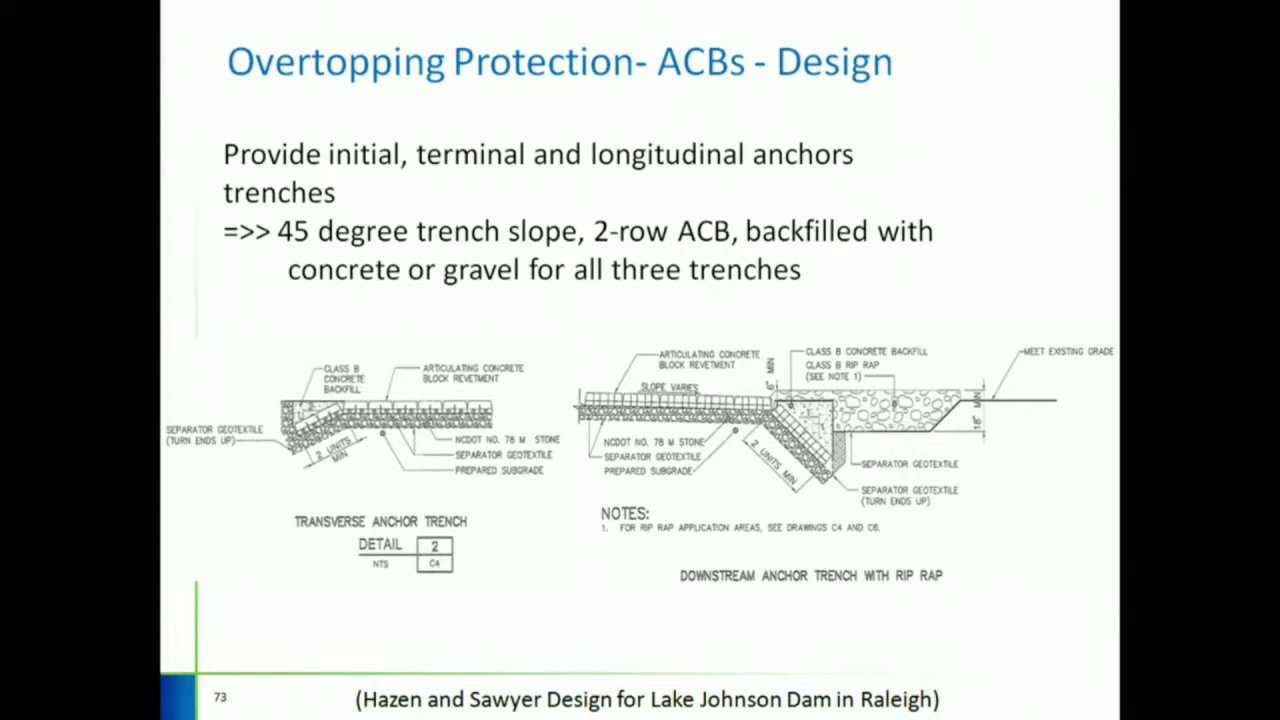 Overtopping Protection- ACBs - Design
Provide initial, terminal and longitudinal anchors
trenches
=>> 45 degree trench slope, 2-row ACB, backfilled with
concrete or gravel for all three trenches
CLASS B
CONCRETE
BACKFILL
ARTICULATING CONCRETE
BLOCK REVETMENT
SEPARATOR GEOTEXTILE
(TURN ENDS UP)
2 UNITS
MIN
NCDOT NO. 78 M STONE
SEPARATOR GEOTEXTILE
PREPARED SUBGRADE
TRANSVERSE ANCHOR TRENCH
DETAIL 2
NTS C4
ARTICULATING CONCRETE
BLOCK REVETMENT
SLOPE VARIES
6" MIN
CLASS B CONCRETE BACKFILL
CLASS B RIP RAP
(SEE NOTE 1)
MEET EXISTING GRADE
18" MIN
NCDOT NO. 78 M STONE
SEPARATOR GEOTEXTILE
PREPARED SUBGRADE
2 UNITS MIN
SEPARATOR GEOTEXTILE
SEPARATOR GEOTEXTILE
(TURN ENDS UP)
NOTES:
1. FOR RIP RAP APPLICATION AREAS, SEE DRAWINGS C4 AND C6.
DOWNSTREAM ANCHOR TRENCH WITH RIP RAP
73
(Hazen and Sawyer Design for Lake Johnson Dam in Raleigh)